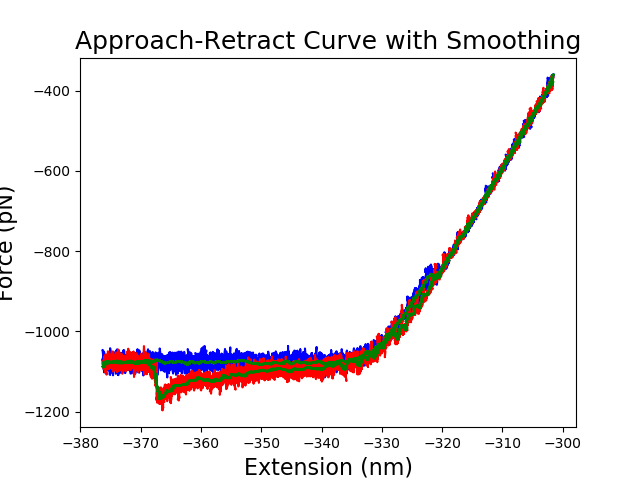 Approach-Retract Curve with Smoothing
Force (pN)
−400
−600
−800
−1000
−1200
−380 −370 −360 −350 −340 −330 −320 −310 −300
Extension (nm)